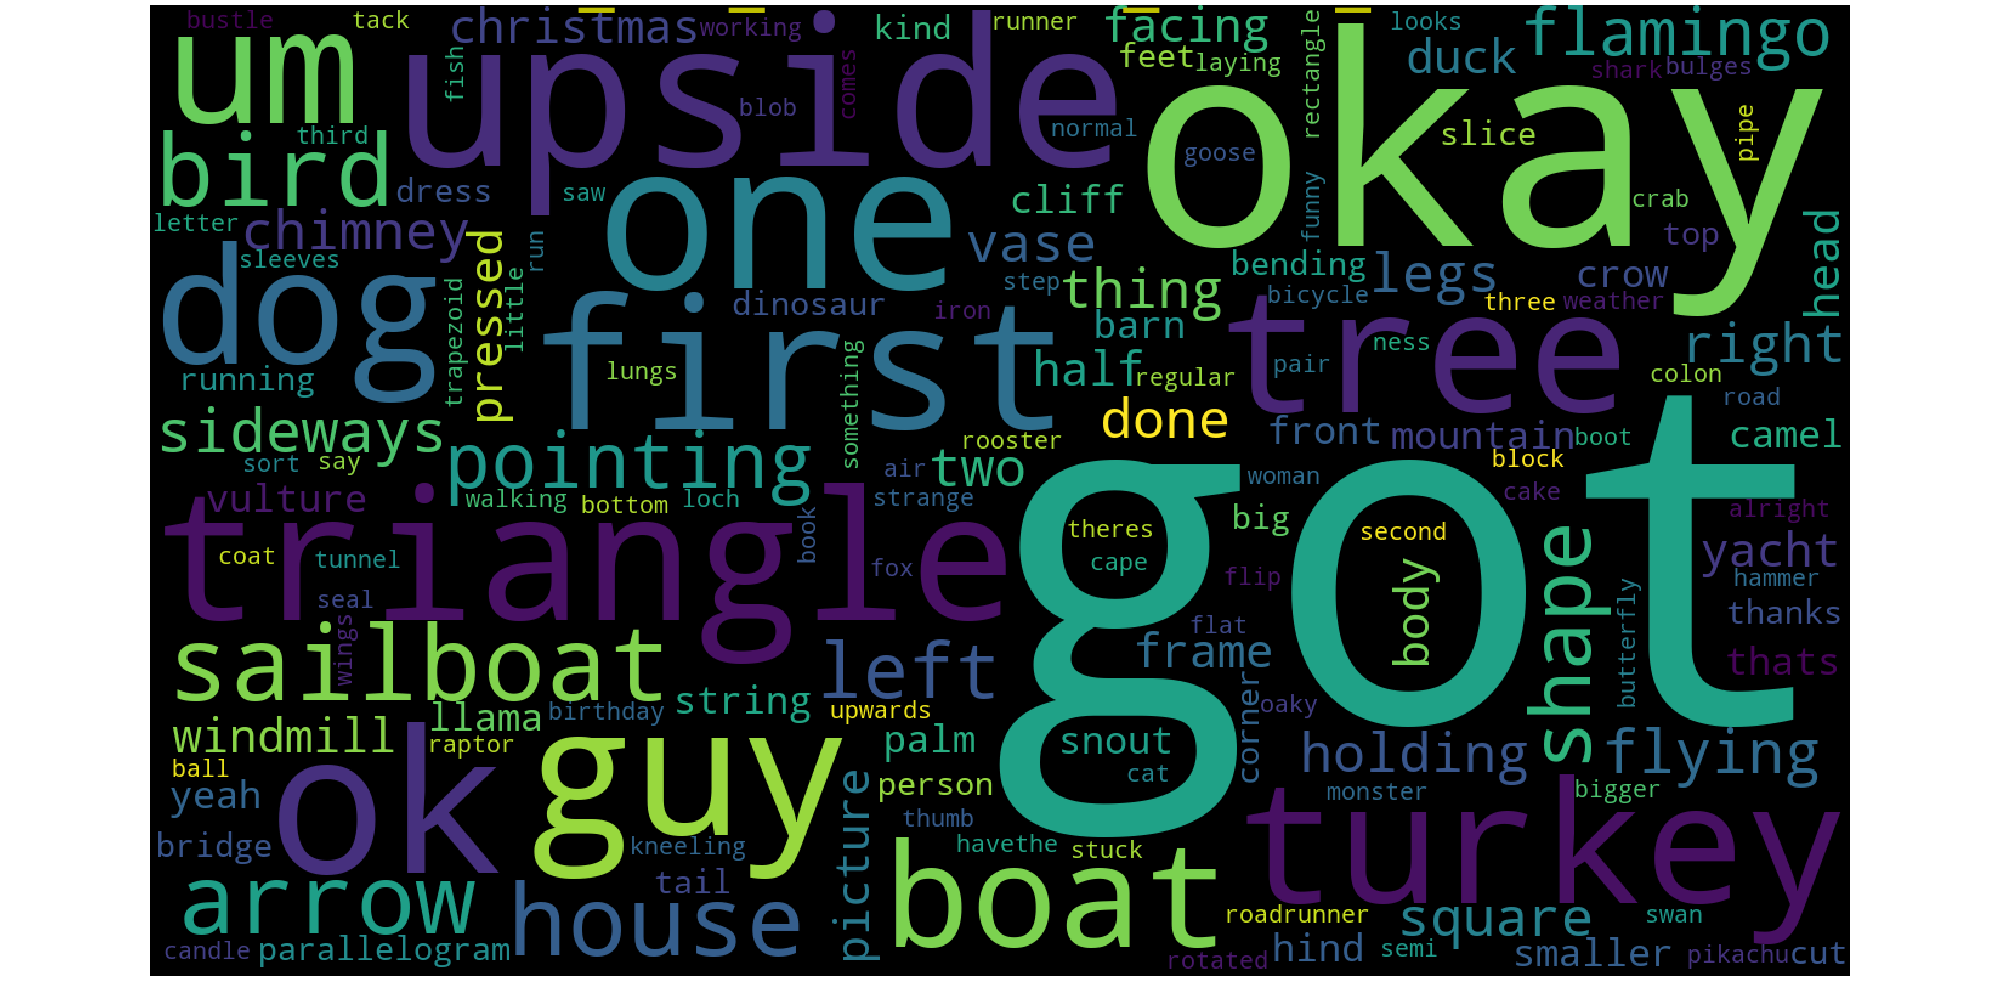 bustle tack christmas working kind runner facing looks flamingo
um upside okay
fish blob comes feet laying rectangle duck shark bulges
bird third normal goose slice pipe
letter dress saw one cliff funny crab
chimney sleeves run vase bending legs crow top head
dog pressed little dinosaur step thing bicycle three weather
trapezoid first iron barn tree ness right
running lungs something half regular pair colon road
sideways pointing rooster done front mountain boot camel
sort say air two woman block
vulture walking bottom loch strange big cake alright
triangle book got theres second shape
coat tunnel fox cape flip body yacht hammer
seal wings flat butterfly thanks
sailboat left frame thats
windmill llama birthday string upwards palm snout corner oaky holding flying
raptor cat
ball ok guy person monster bigger
yeah picture thumb turkey
bridge kneeling havethe stuck
arrow house tail boat roadrunner square swan
candle parallelogram rotated hind semi smaller pikachu cut